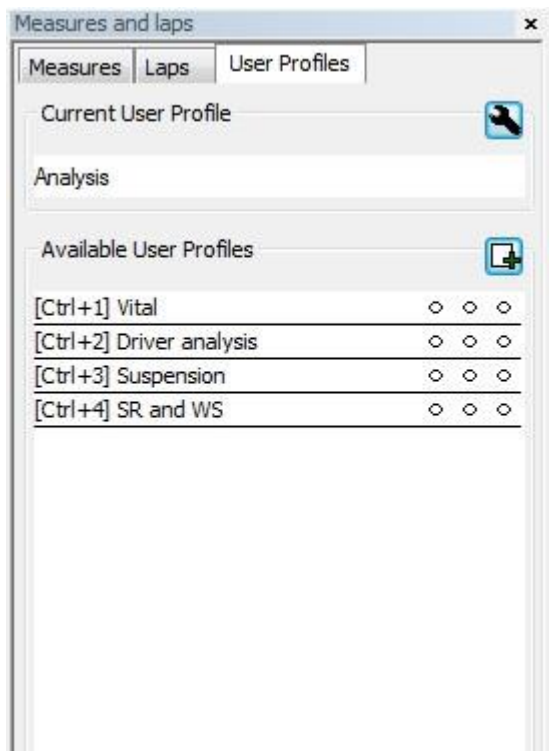 Measures and laps
Measures Laps User Profiles
Current User Profile
Analysis
Available User Profiles
[Ctrl+1] Vital
[Ctrl+2] Driver analysis
[Ctrl+3] Suspension
[Ctrl+4] SR and WS